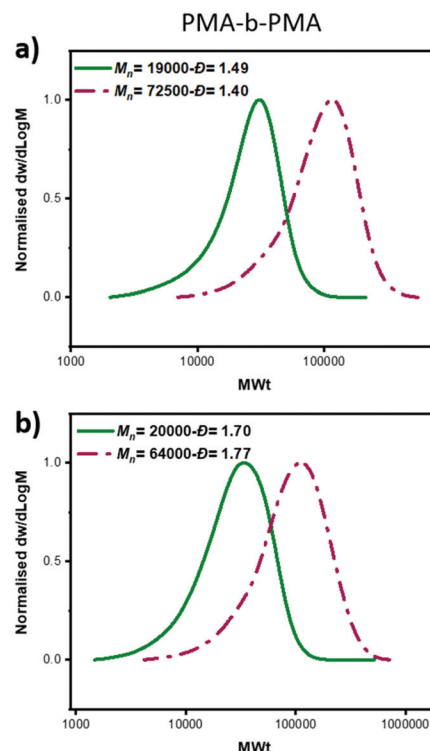 PMA-b-PMA
a)
Mn= 19000-Đ= 1.49
Mn= 72500-Đ= 1.40
Normalised dw/dLogM
1.0
0.5
0.0
1000
10000
100000
MWt
b)
Mn= 20000-Đ= 1.70
Mn= 64000-Đ= 1.77
Normalised dw/dLogM
1.0
0.5
0.0
1000
10000
100000
1000000
MWt